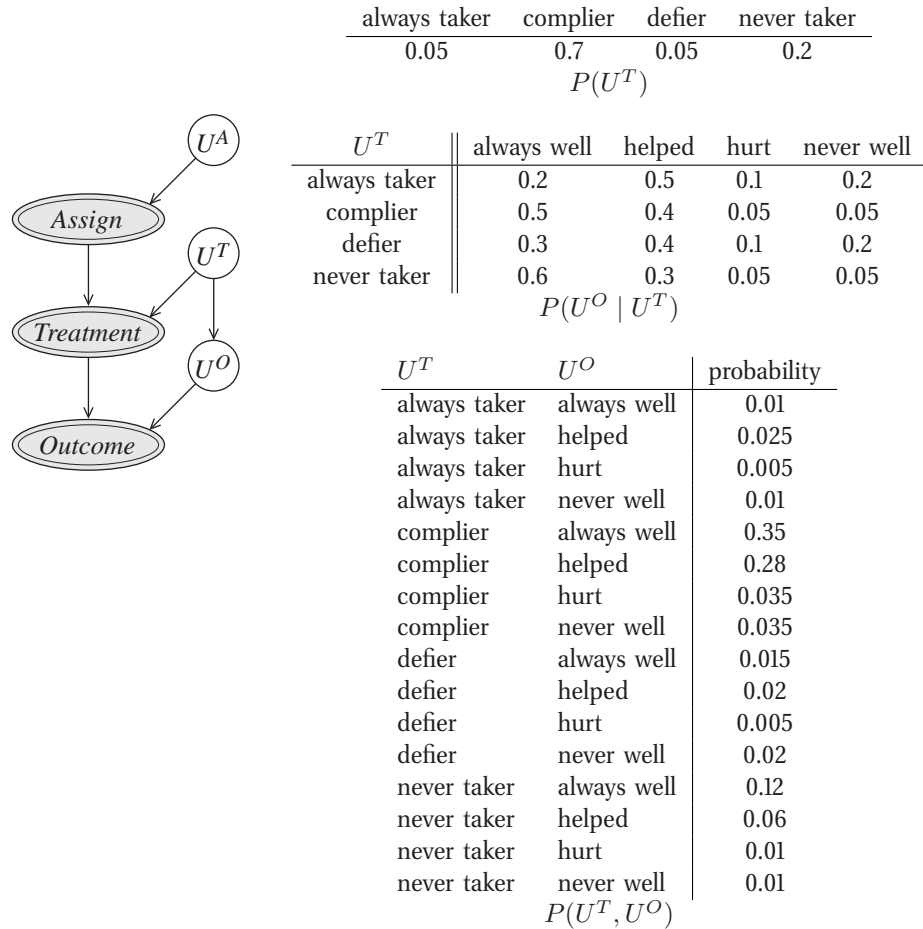 always taker complier defier never taker
0.05 0.7 0.05 0.2
P(U^T)
U^A
Assign
U^T
Treatment
U^O
Outcome
U^T always well helped hurt never well
always taker 0.2 0.5 0.1 0.2
complier 0.5 0.4 0.05 0.05
defier 0.3 0.4 0.1 0.2
never taker 0.6 0.3 0.05 0.05
P(U^O | U^T)
U^T U^O probability
always taker always well 0.01
always taker helped 0.025
always taker hurt 0.005
always taker never well 0.01
complier always well 0.35
complier helped 0.28
complier hurt 0.035
complier never well 0.035
defier always well 0.015
defier helped 0.02
defier hurt 0.005
defier never well 0.02
never taker always well 0.12
never taker helped 0.06
never taker hurt 0.01
never taker never well 0.01
P(U^T, U^O)